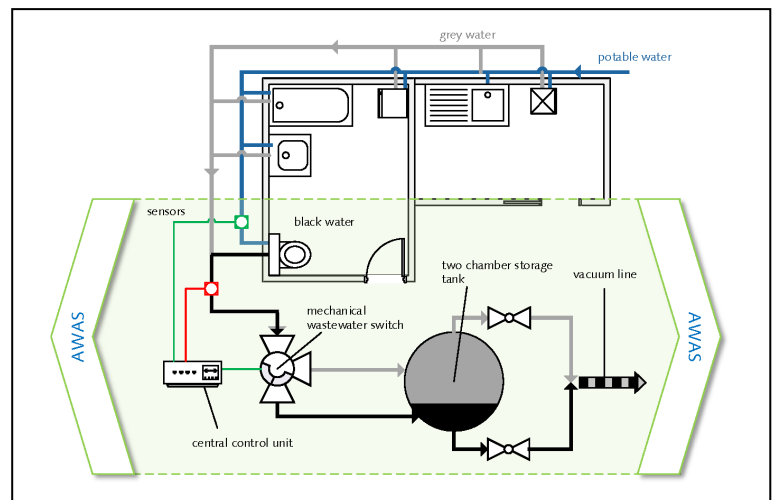 grey water
potable water
sensors
black water
two chamber storage
tank
vacuum line
mechanical
wastewater switch
AWAS
AWAS
central control unit